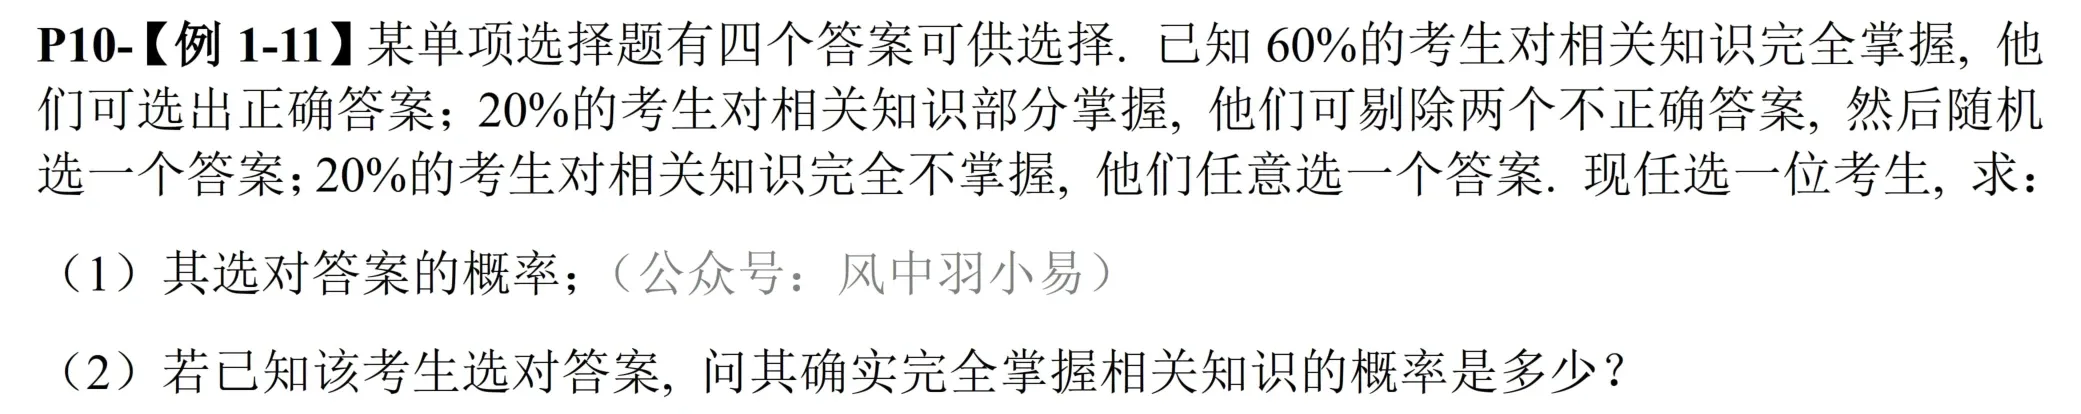 P10-【例 1-11】某单项选择题有四个答案可供选择. 已知 60%的考生对相关知识完全掌握, 他
们可选出正确答案; 20%的考生对相关知识部分掌握, 他们可剔除两个不正确答案, 然后随机
选一个答案; 20%的考生对相关知识完全不掌握, 他们任意选一个答案. 现任选一位考生, 求:
（1）其选对答案的概率;（公众号：风中羽小易）
（2）若已知该考生选对答案, 问其确实完全掌握相关知识的概率是多少?